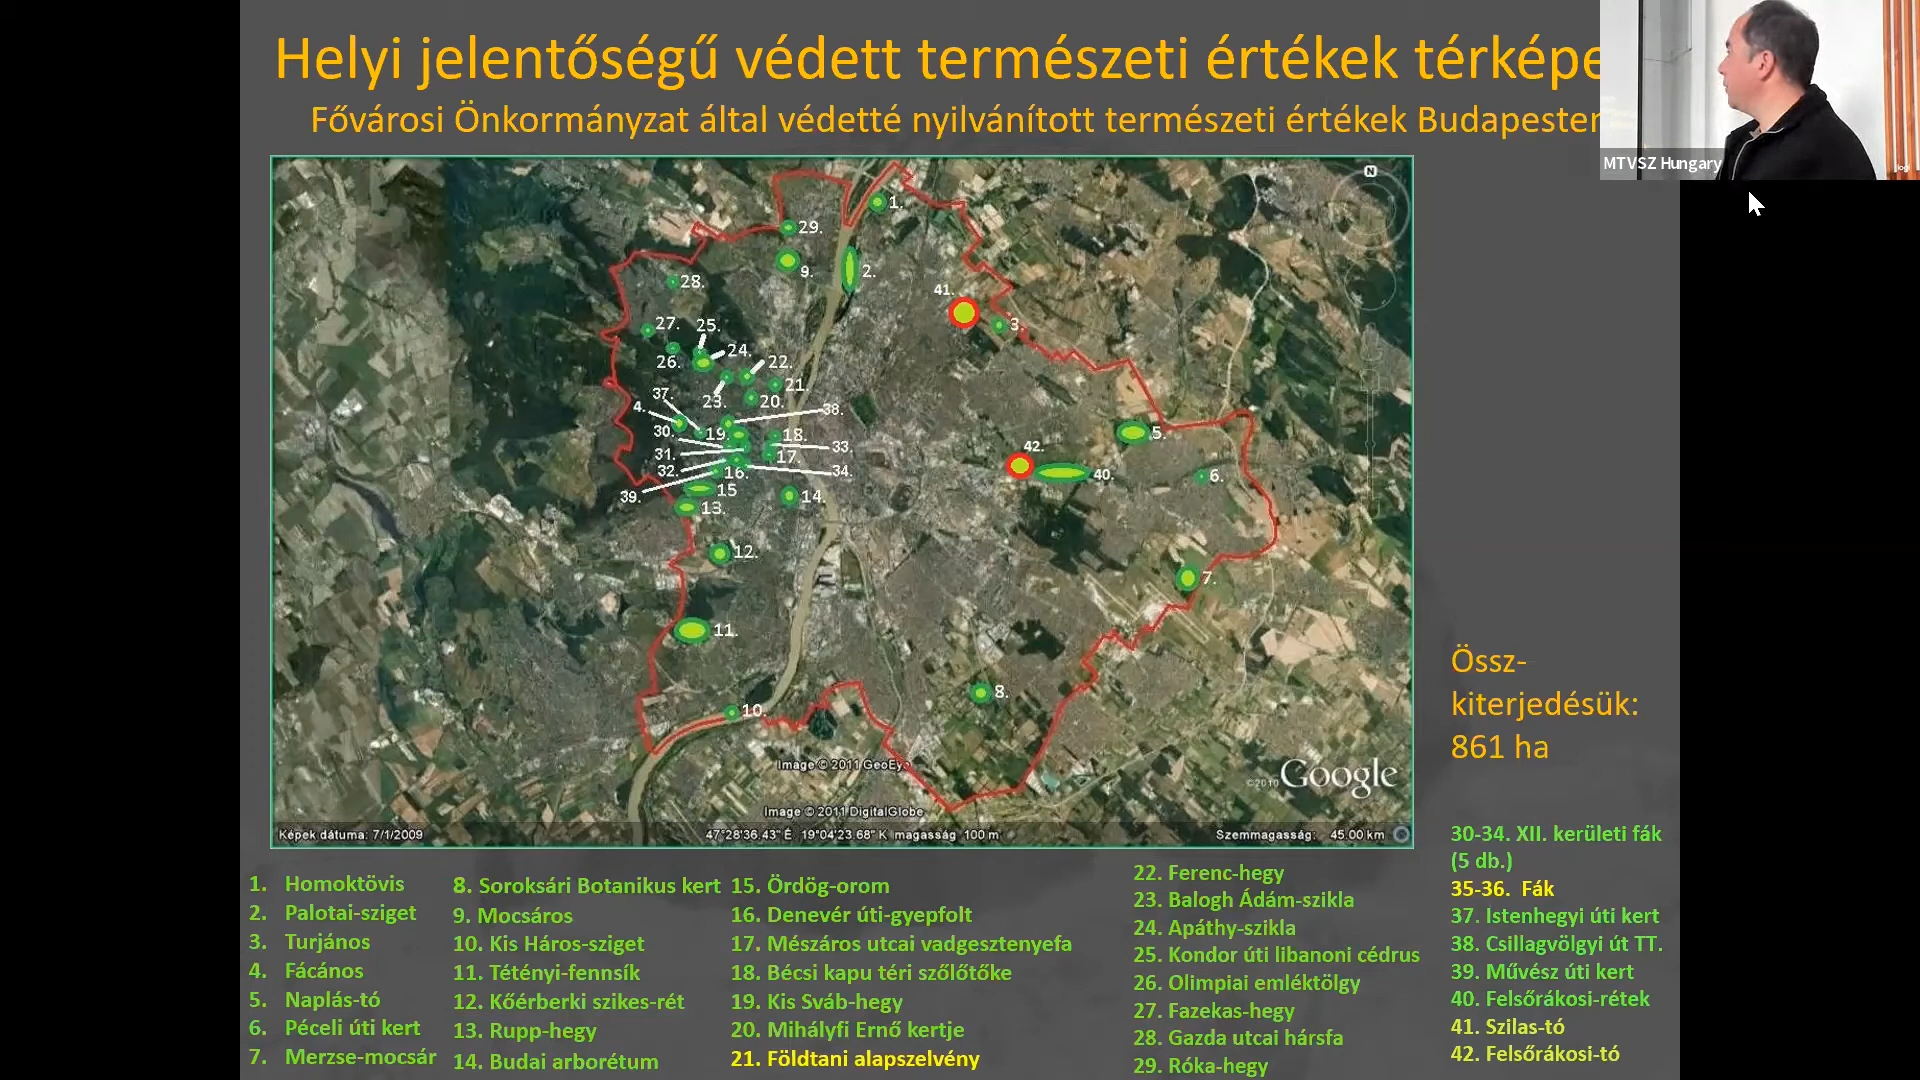 Helyi jelentőségű védett természeti értékek térképe
Fővárosi Önkormányzat által védetté nyilvánított természeti értékek Budapesten
MTVSZ Hungary
logi
N
1.
29.
9.
2.
28.
41.
3.
27.
25.
26.
24.
22.
21.
23.
20.
37.
4.
38.
30.
19.
18.
33.
31.
17.
32.
16.
34.
39.
15
14.
13.
42.
40.
5.
6.
12.
7.
11.
8.
10.
Image © 2011 GeoEye
©2010 Google
Image © 2011 DigitalGlobe
Képek dátuma: 7/1/2009
47°28'36.43" É 19°04'23.68" K magasság 100 m
Szemmagasság: 45.00 km
Össz-
kiterjedésük:
861 ha
1. Homoktövis
2. Palotai-sziget
3. Turjános
4. Fácános
5. Naplás-tó
6. Péceli úti kert
7. Merzse-mocsár
8. Soroksári Botanikus kert
9. Mocsáros
10. Kis Háros-sziget
11. Tétényi-fennsík
12. Kőérberki szikes-rét
13. Rupp-hegy
14. Budai arborétum
15. Ördög-orom
16. Denevér úti-gyepfolt
17. Mészáros utcai vadgesztenyefa
18. Bécsi kapu téri szőlőtőke
19. Kis Sváb-hegy
20. Mihályfi Ernő kertje
21. Földtani alapszelvény
22. Ferenc-hegy
23. Balogh Ádám-szikla
24. Apáthy-szikla
25. Kondor úti libanoni cédrus
26. Olimpiai emléktölgy
27. Fazekas-hegy
28. Gazda utcai hársfa
29. Róka-hegy
30-34. XII. kerületi fák
(5 db.)
35-36. Fák
37. Istenhegyi úti kert
38. Csillagvölgyi út TT.
39. Művész úti kert
40. Felsőrákosi-rétek
41. Szilas-tó
42. Felsőrákosi-tó